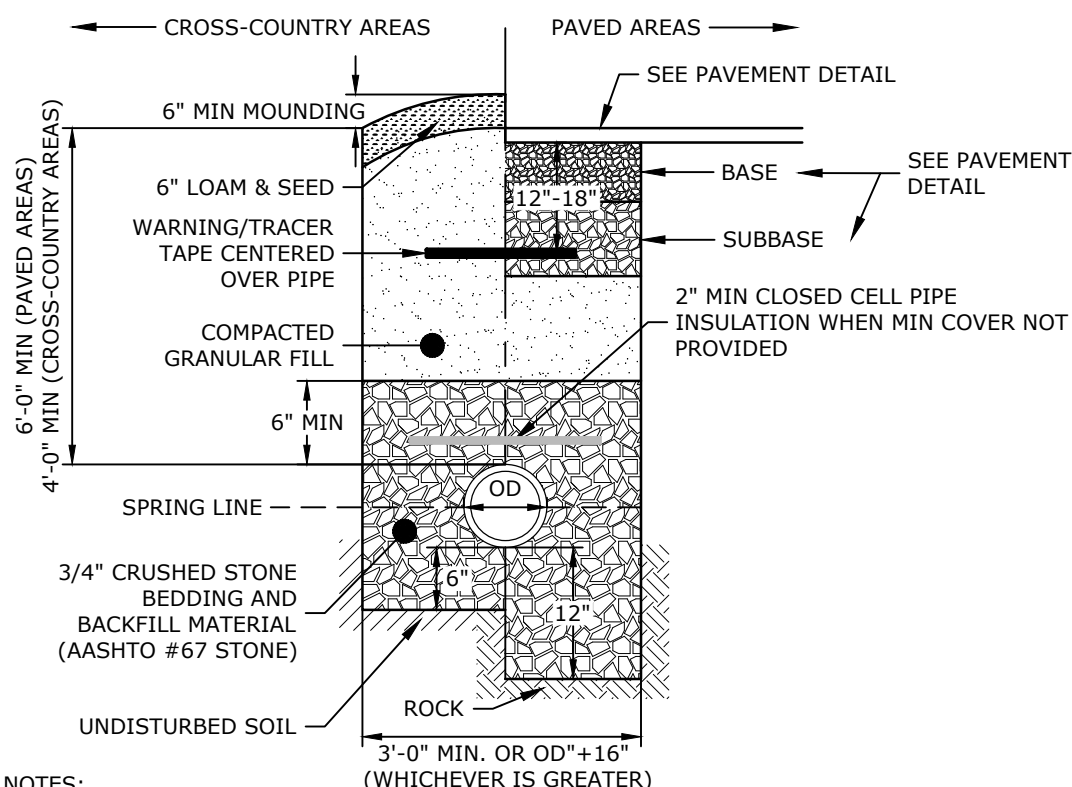 CROSS-COUNTRY AREAS
PAVED AREAS
SEE PAVEMENT DETAIL
6" MIN MOUNDING
6'-0" MIN (PAVED AREAS)
4'-0" MIN (CROSS-COUNTRY AREAS)
6" LOAM & SEED
12"-18"
BASE
SEE PAVEMENT
DETAIL
WARNING/TRACER
TAPE CENTERED
OVER PIPE
SUBBASE
2" MIN CLOSED CELL PIPE
INSULATION WHEN MIN COVER NOT
PROVIDED
COMPACTED
GRANULAR FILL
6" MIN
OD
SPRING LINE
3/4" CRUSHED STONE
BEDDING AND
BACKFILL MATERIAL
(AASHTO #67 STONE)
6"
12"
ROCK
UNDISTURBED SOIL
3'-0" MIN. OR OD"+16"
(WHICHEVER IS GREATER)
NOTES: